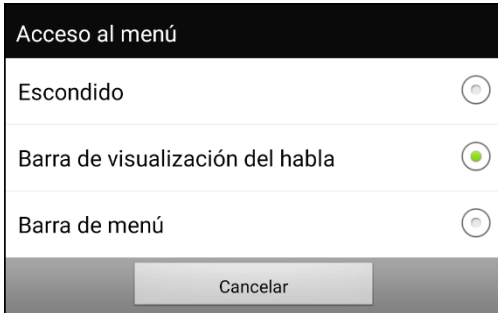 Acceso al menú
Escondido
Barra de visualización del habla
Barra de menú
Cancelar